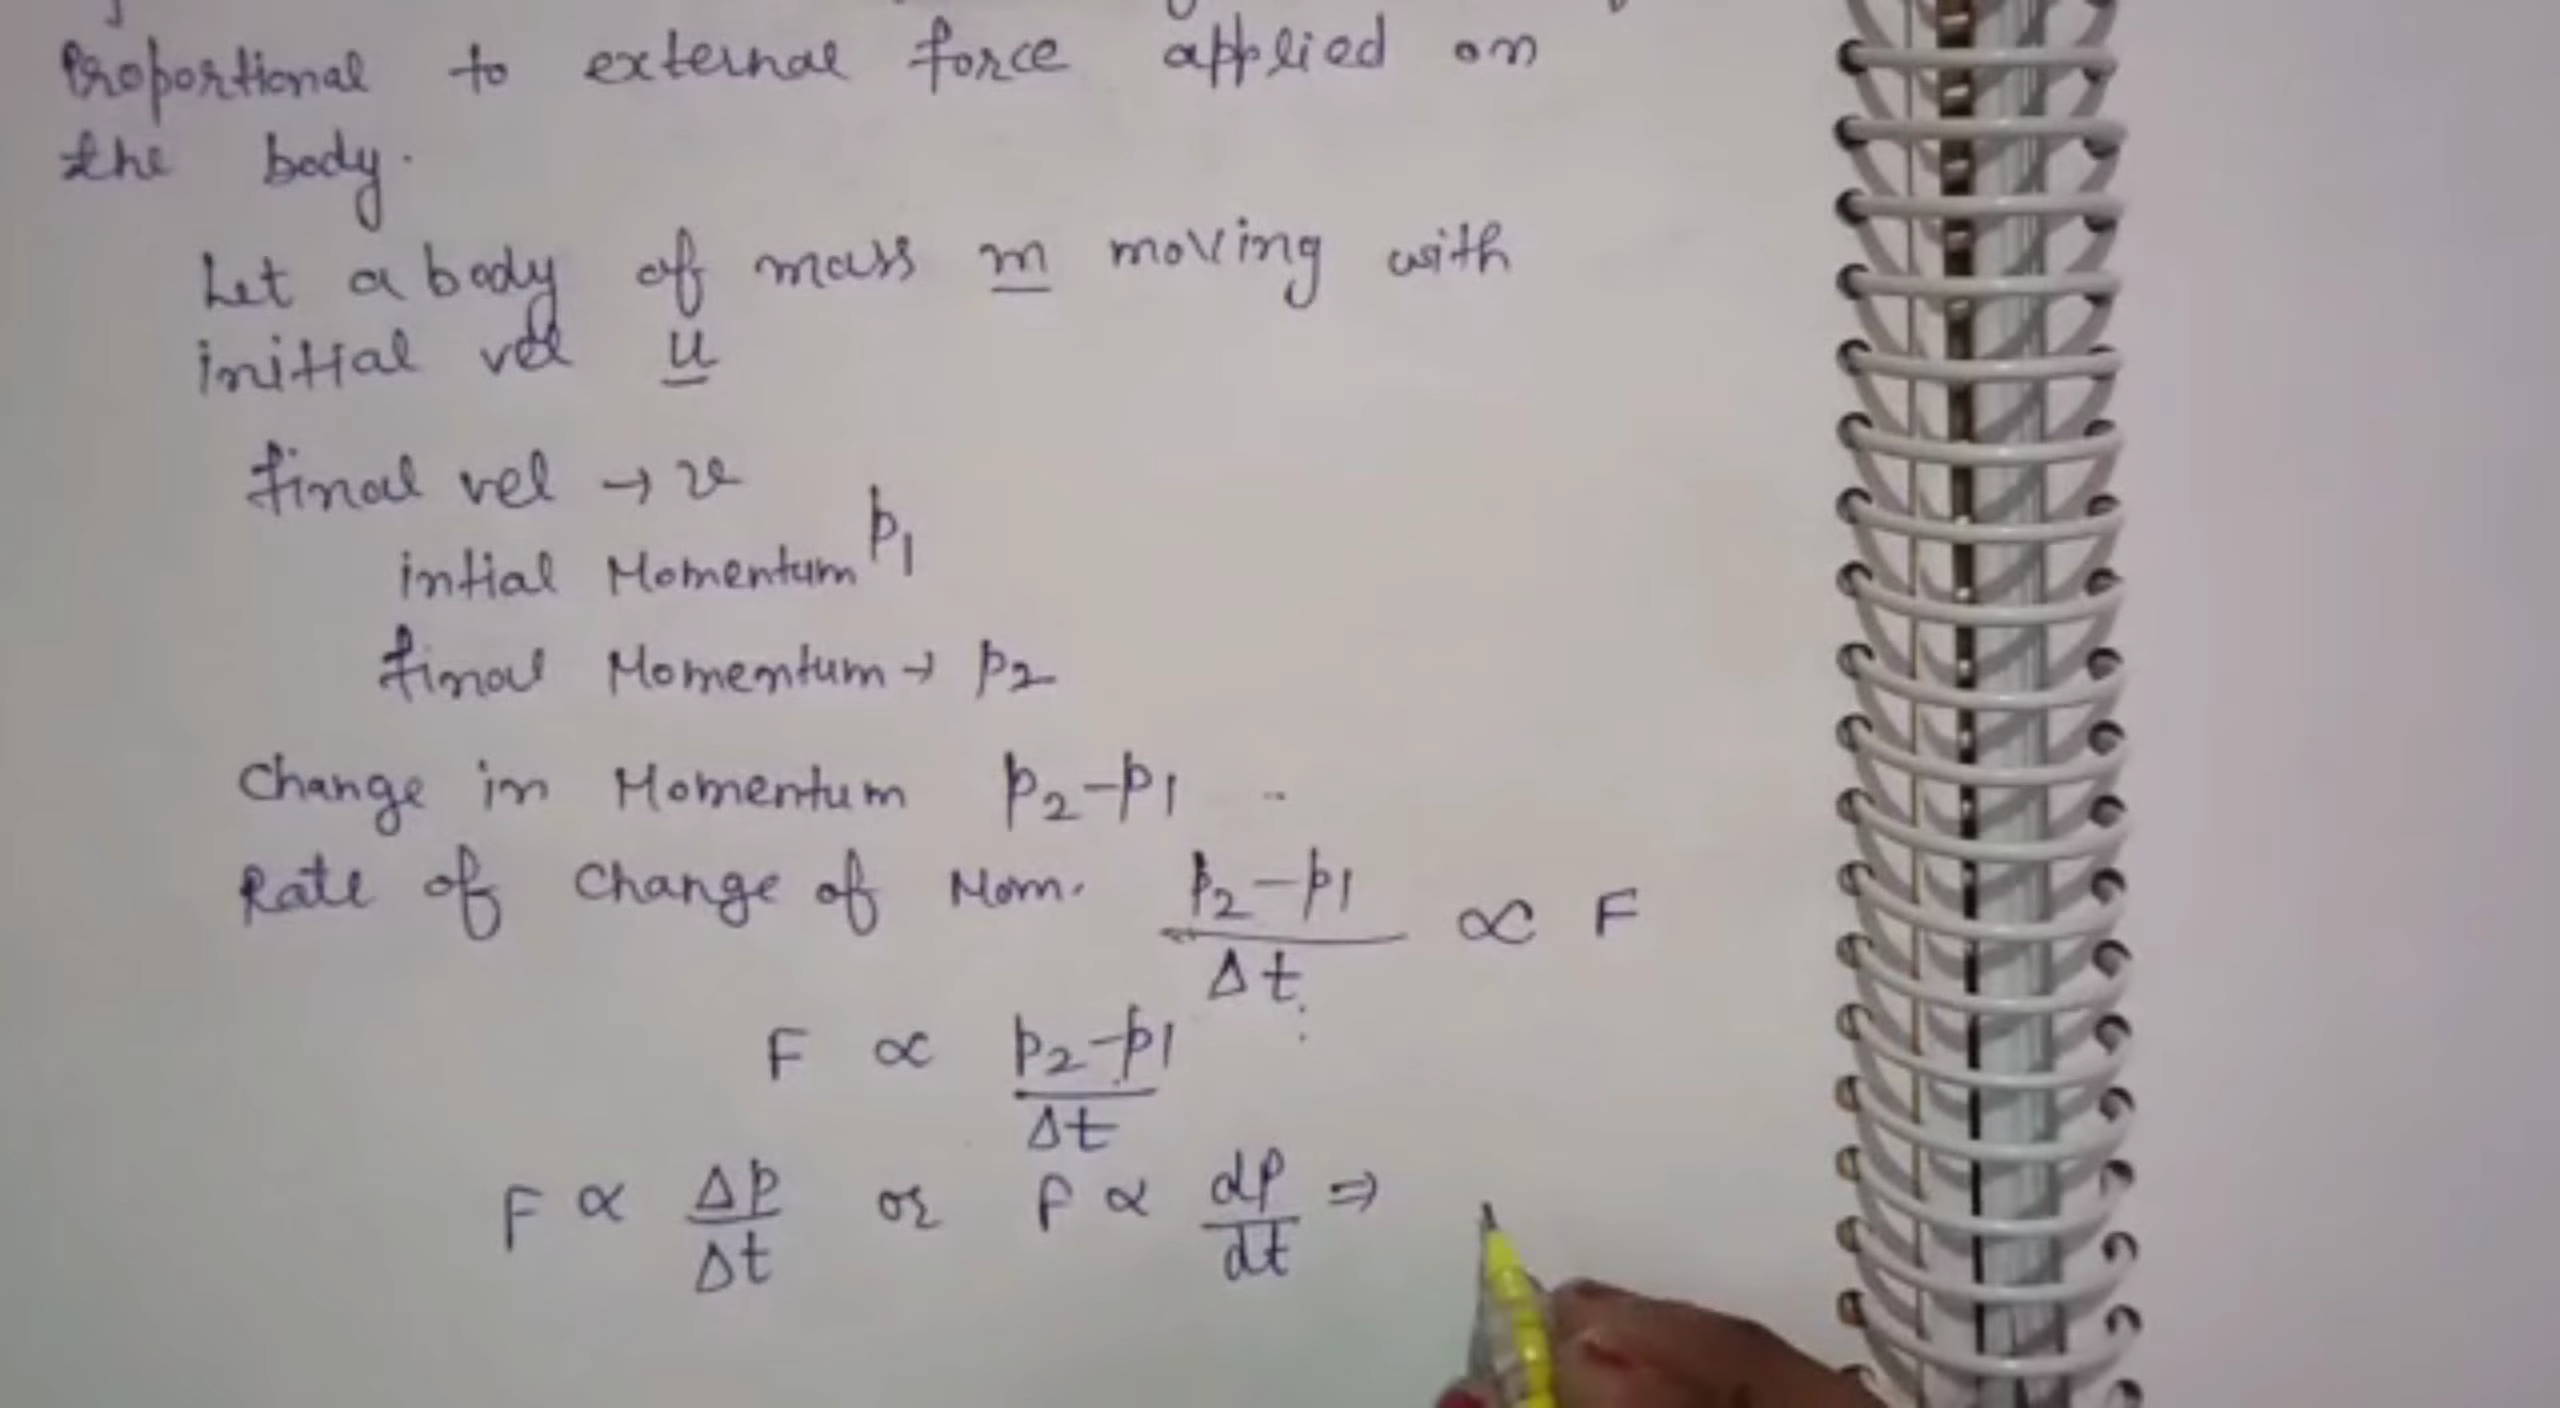 proportional to external force applied on
the body.
Let a body of mass m moving with
initial vel u
final vel → v
intial Momentum p1
final Momentum → p2
Change in Momentum p2-p1
Rate of Change of Mom. p2-p1 / Δt ∝ F
F ∝ p2-p1 / Δt
F ∝ Δp / Δt or F ∝ dp / dt ⇒